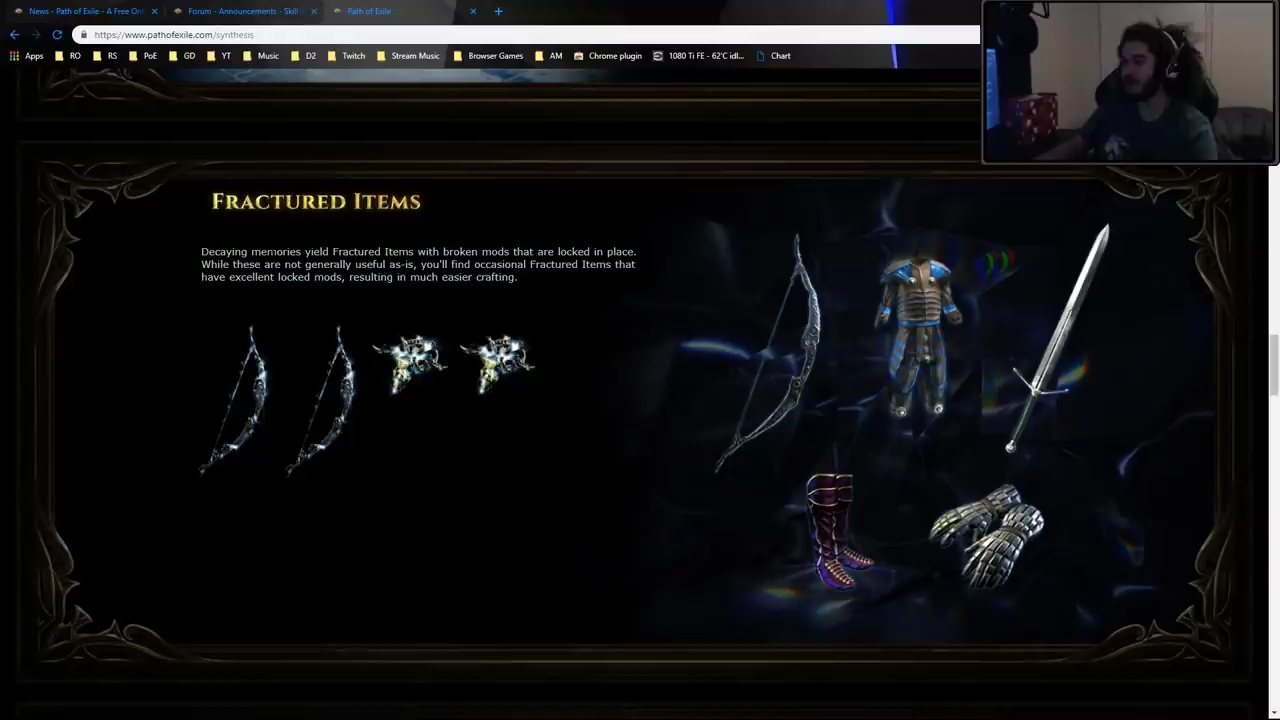 News - Path of Exile - A Free Onl
Forum - Announcements - Skill
Path of Exile
https://www.pathofexile.com/synthesis
Apps RO RS PoE GD YT Music D2 Twitch Stream Music Browser Games AM Chrome plugin 1080 Ti FE - 62°C idl... Chart
FRACTURED ITEMS
Decaying memories yield Fractured Items with broken mods that are locked in place.
While these are not generally useful as-is, you'll find occasional Fractured Items that
have excellent locked mods, resulting in much easier crafting.